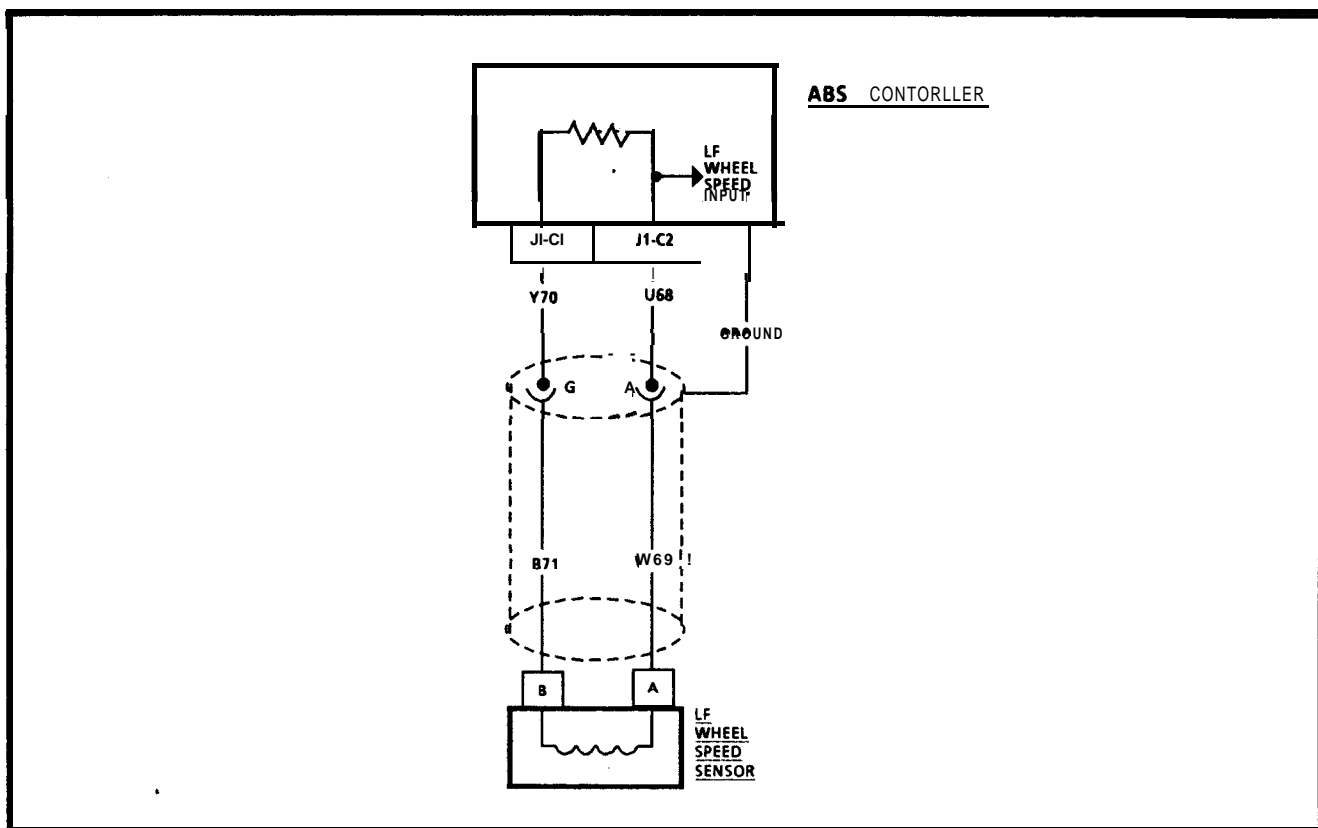 ABS CONTORLLER
LF
WHEEL
SPEED
INPUT
JI-CI
J1-C2
Y70
U68
GROUND
G
A
B71
W69
B
A
LF
WHEEL
SPEED
SENSOR